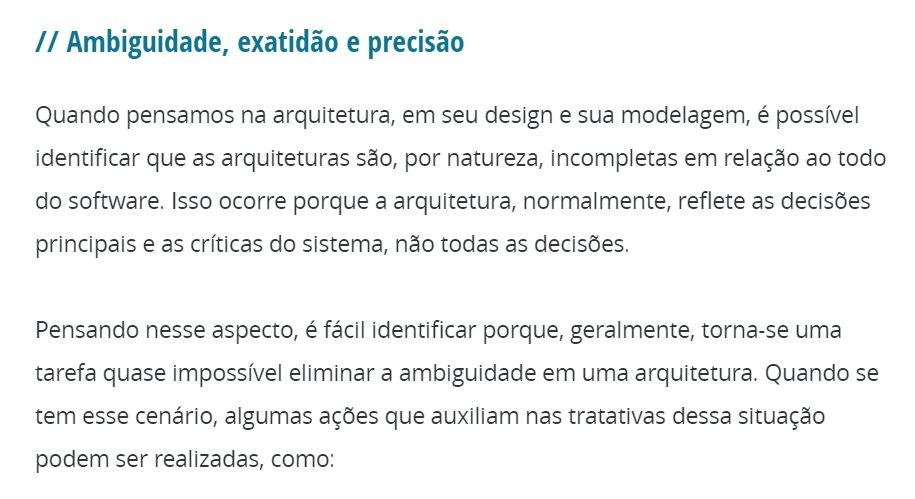 // Ambiguidade, exatidão e precisão
Quando pensamos na arquitetura, em seu design e sua modelagem, é possível
identificar que as arquiteturas são, por natureza, incompletas em relação ao todo
do software. Isso ocorre porque a arquitetura, normalmente, reflete as decisões
principais e as críticas do sistema, não todas as decisões.
Pensando nesse aspecto, é fácil identificar porque, geralmente, torna-se uma
tarefa quase impossível eliminar a ambiguidade em uma arquitetura. Quando se
tem esse cenário, algumas ações que auxiliam nas tratativas dessa situação
podem ser realizadas, como: